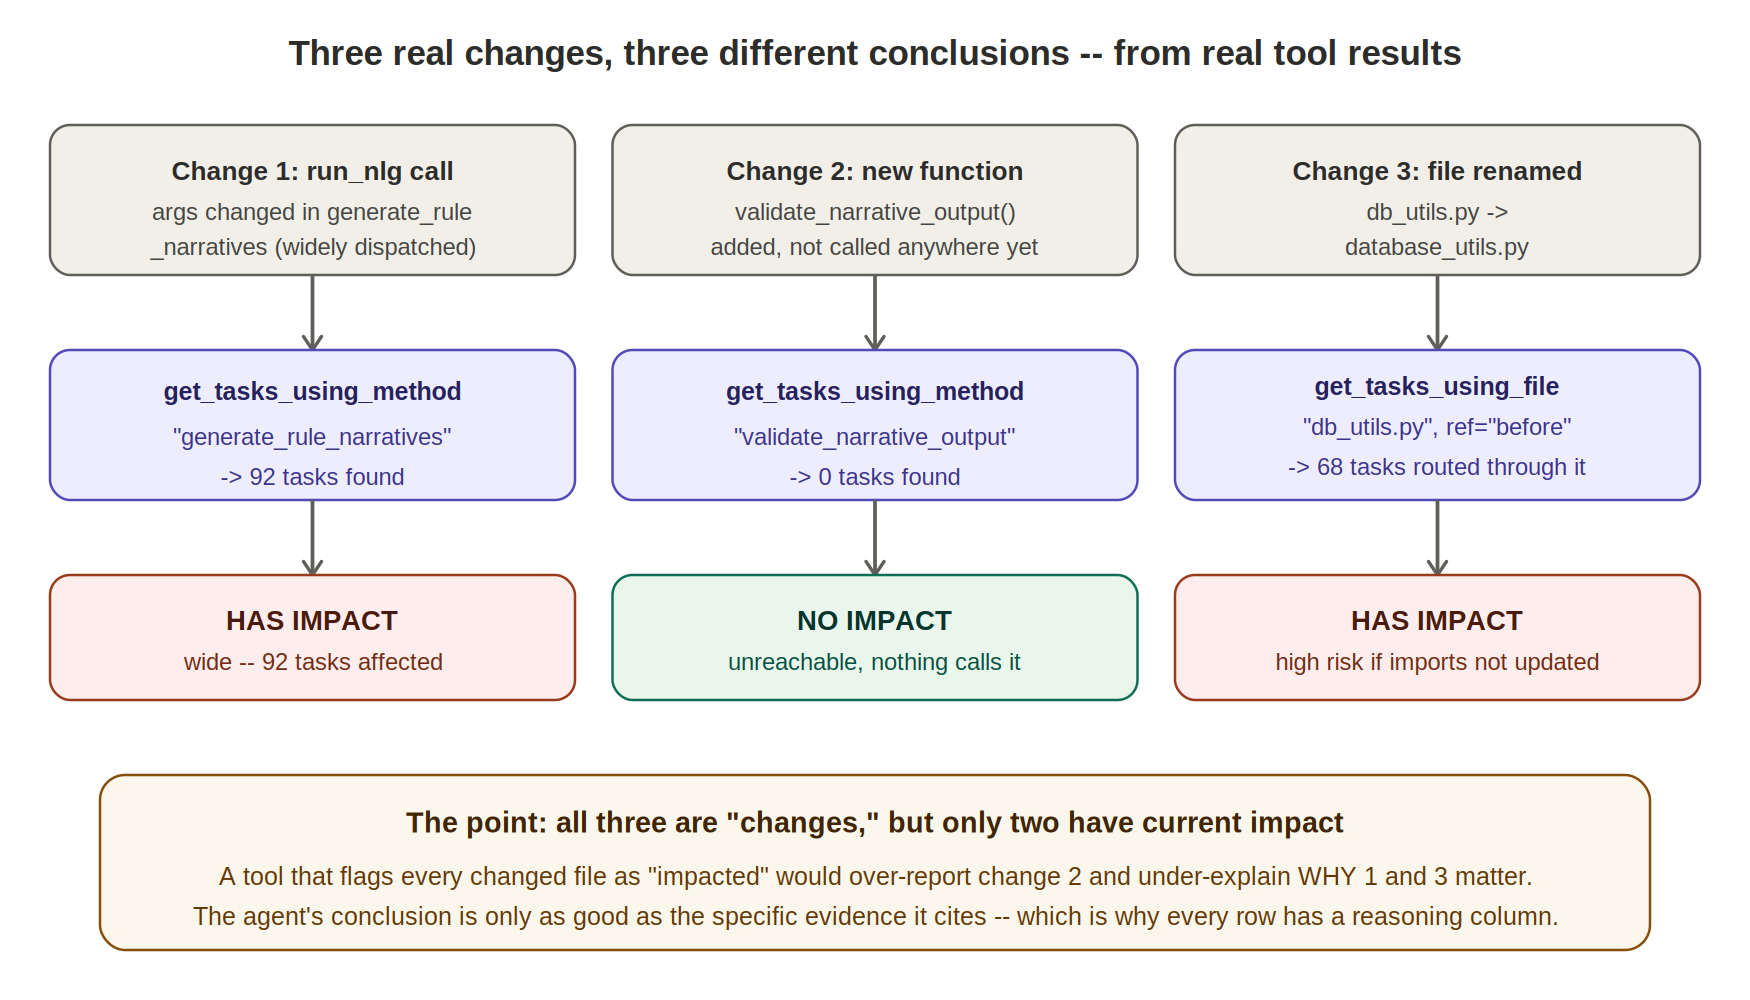 Three real changes, three different conclusions -- from real tool results
Change 1: run_nlg call
args changed in generate_rule
_narratives (widely dispatched)
get_tasks_using_method
"generate_rule_narratives"
-> 92 tasks found
HAS IMPACT
wide -- 92 tasks affected
Change 2: new function
validate_narrative_output()
added, not called anywhere yet
get_tasks_using_method
"validate_narrative_output"
-> 0 tasks found
NO IMPACT
unreachable, nothing calls it
Change 3: file renamed
db_utils.py ->
database_utils.py
get_tasks_using_file
"db_utils.py", ref="before"
-> 68 tasks routed through it
HAS IMPACT
high risk if imports not updated
The point: all three are "changes," but only two have current impact
A tool that flags every changed file as "impacted" would over-report change 2 and under-explain WHY 1 and 3 matter.
The agent's conclusion is only as good as the specific evidence it cites -- which is why every row has a reasoning column.